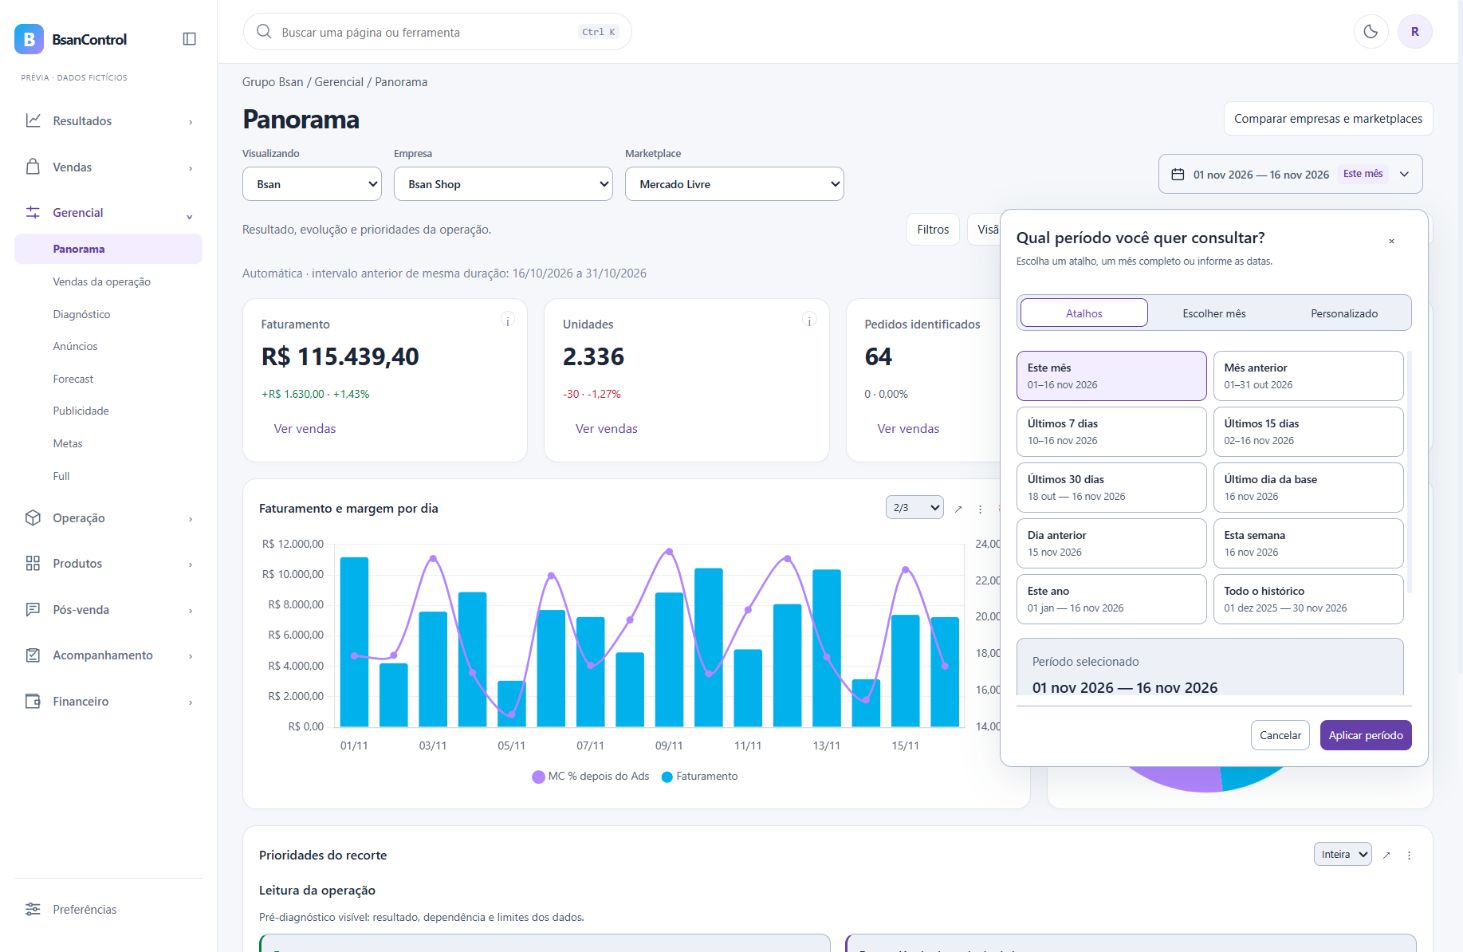 B BsanControl
PRÉVIA · DADOS FICTÍCIOS
Resultados
Vendas
Gerencial
Panorama
Vendas da operação
Diagnóstico
Anúncios
Forecast
Publicidade
Metas
Full
Operação
Produtos
Pós-venda
Acompanhamento
Financeiro
Preferências
Buscar uma página ou ferramenta
Ctrl K
R
Grupo Bsan / Gerencial / Panorama
Panorama
Comparar empresas e marketplaces
Visualizando
Empresa
Marketplace
Bsan
Bsan Shop
Mercado Livre
01 nov 2026 — 16 nov 2026 Este mês
Resultado, evolução e prioridades da operação.
Filtros
Visã
Automática · intervalo anterior de mesma duração: 16/10/2026 a 31/10/2026
Faturamento
i
R$ 115.439,40
+R$ 1.630,00 · +1,43%
Ver vendas
Unidades
i
2.336
-30 · -1,27%
Ver vendas
Pedidos identificados
64
0 · 0,00%
Ver vendas
Faturamento e margem por dia
2/3
R$ 12.000,00
R$ 10.000,00
R$ 8.000,00
R$ 6.000,00
R$ 4.000,00
R$ 2.000,00
R$ 0,00
24.00
22.00
20.00
18.00
16.00
14.00
01/11
03/11
05/11
07/11
09/11
11/11
13/11
15/11
MC % depois do Ads
Faturamento
Qual período você quer consultar?
×
Escolha um atalho, um mês completo ou informe as datas.
Atalhos
Escolher mês
Personalizado
Este mês
01–16 nov 2026
Mês anterior
01–31 out 2026
Últimos 7 dias
10–16 nov 2026
Últimos 15 dias
02–16 nov 2026
Últimos 30 dias
18 out — 16 nov 2026
Último dia da base
16 nov 2026
Dia anterior
15 nov 2026
Esta semana
16 nov 2026
Este ano
01 jan — 16 nov 2026
Todo o histórico
01 dez 2025 — 30 nov 2026
Período selecionado
01 nov 2026 — 16 nov 2026
Cancelar
Aplicar período
Prioridades do recorte
Inteira
Leitura da operação
Pré-diagnóstico visível: resultado, dependência e limites dos dados.